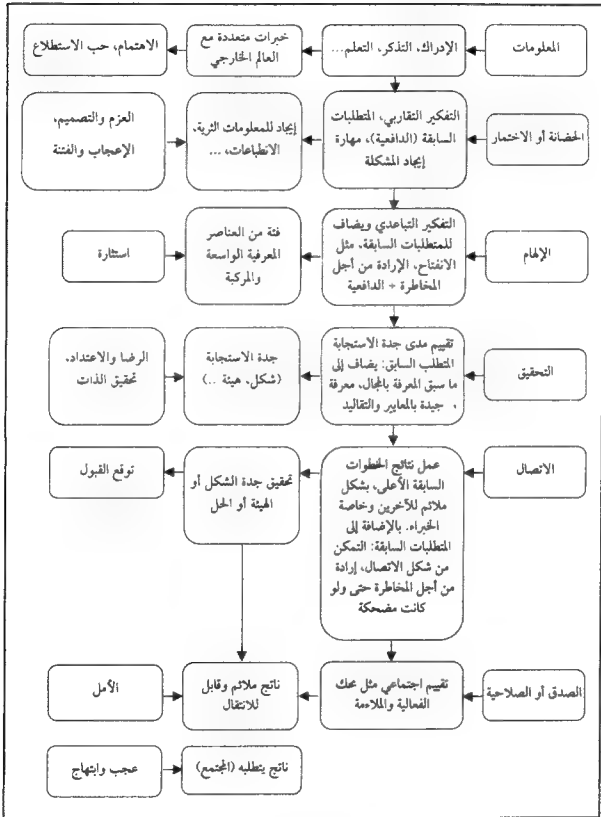 المعلومات
الإدراك، التذكر، التعلم...
خبرات متعددة مع
العالم الخارجي
الاهتمام، حب الاستطلاع
الحضانة أو الاختمار
التفكير التقاربي، المتطلبات
السابقة (الدافعية)، مهارة
إيجاد المشكلة
إيجاد للمعلومات الثرية،
الانطباعات، ...
العزم والتصميم،
الإعجاب والفتنة
الإلهام
التفكير التباعدي ويضاف
للمتطلبات السابقة، مثل
الانفتاح، الإرادة من أجل
المخاطرة + الدافعية
فئة من العناصر
المعرفية الواسعة
والمركبة
استثارة
التحقيق
تقييم مدى جدة الاستجابة
المتطلب السابق: يضاف إلى
ما سبق المعرفة بالمجال، معرفة
جيدة بالمعايير والتقاليد
جدة الاستجابة
(شكل، هيئة ..)
الرضا والاعتداد،
تحقيق الذات
الاتصال
عمل نتائج الخطوات
السابقة الأعلى، بشكل
ملائم للآخرين وخاصة
الخبراء. بالإضافة إلى
المتطلبات السابقة: التمكن
من شكل الاتصال، إرادة
من أجل المخاطرة حتى ولو
كانت مضحكة
تحقيق جدة الشكل أو
الهيئة أو الحل
توقع القبول
الصدق أو الصلاحية
تقييم اجتماعي مثل محك
الفعالية والملاءمة
ناتج ملائم وقابل
للانتقال
الأمل
ناتج يتطلبه (المجتمع)
عجب وابتهاج